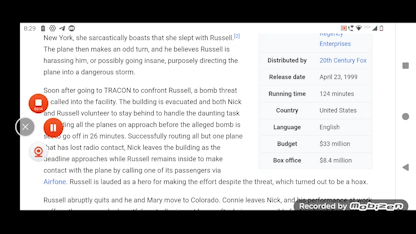 8:29
New York, she sarcastically boasts that she slept with Russell.[2]
The plane then makes an odd turn, and he believes Russell is
harassing him, or possibly going insane, purposely directing the
plane into a dangerous storm.
Soon after going to TRACON to confront Russell, a bomb threat
called into the facility. The building is evacuated and both Nick
and Russell volunteer to stay behind to handle the daunting task
ing all the planes on approach before the alleged bomb is
to go off in 26 minutes. Successfully routing all but one plane
that has lost radio contact, Nick leaves the building as the
deadline approaches while Russell remains inside to make
contact with the plane by calling one of its passengers via
Airfone. Russell is lauded as a hero for making the effort despite the threat, which turned out to be a hoax.
Russell abruptly quits and he and Mary move to Colorado. Connie leaves Nick, and his performance at work
Regency
Enterprises
Distributed by 20th Century Fox
Release date April 23, 1999
Running time 124 minutes
Country United States
Language English
Budget $33 million
Box office $8.4 million
Recorded by MOBIZEN